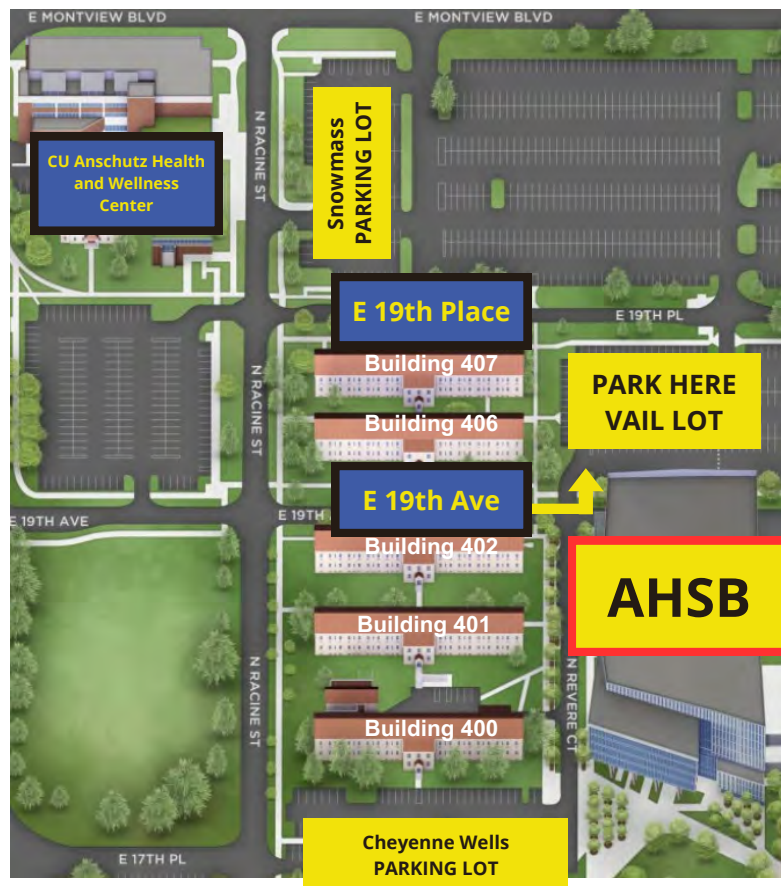 E MONTVIEW BLVD
E MONTVIEW BLVD
N RACINE ST
Snowmass
PARKING LOT
CU Anschutz Health
and Wellness
Center
E 19th Place
E 19TH PL
Building 407
N RACINE ST
PARK HERE
VAIL LOT
Building 406
E 19th Ave
E 19TH AVE
E 19TH
Building 402
AHSB
Building 401
N RACINE ST
N REVERE CT
Building 400
Cheyenne Wells
PARKING LOT
E 17TH PL